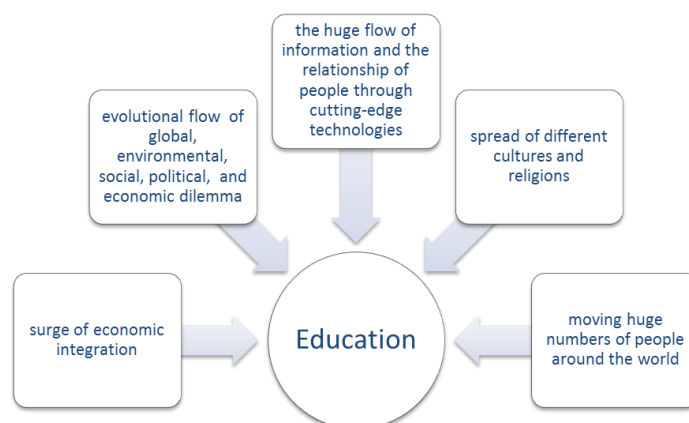 the huge flow of
information and the
relationship of
people through
cutting-edge
technologies
evolutional flow of
global,
environmental,
social, political, and
economic dilemma
spread of different
cultures and
religions
surge of economic
integration
Education
moving huge
numbers of people
around the world